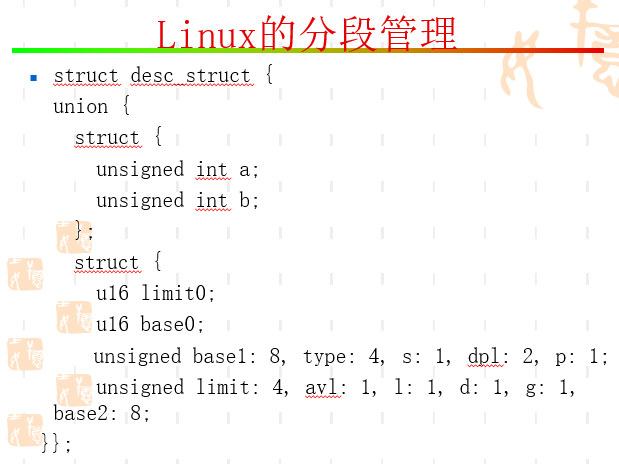 Linux的分段管理
struct desc_struct {
union {
struct {
unsigned int a;
unsigned int b;
};
struct {
u16 limit0;
u16 base0;
unsigned base1: 8, type: 4, s: 1, dpl: 2, p: 1;
unsigned limit: 4, avl: 1, l: 1, d: 1, g: 1,
base2: 8;
}};